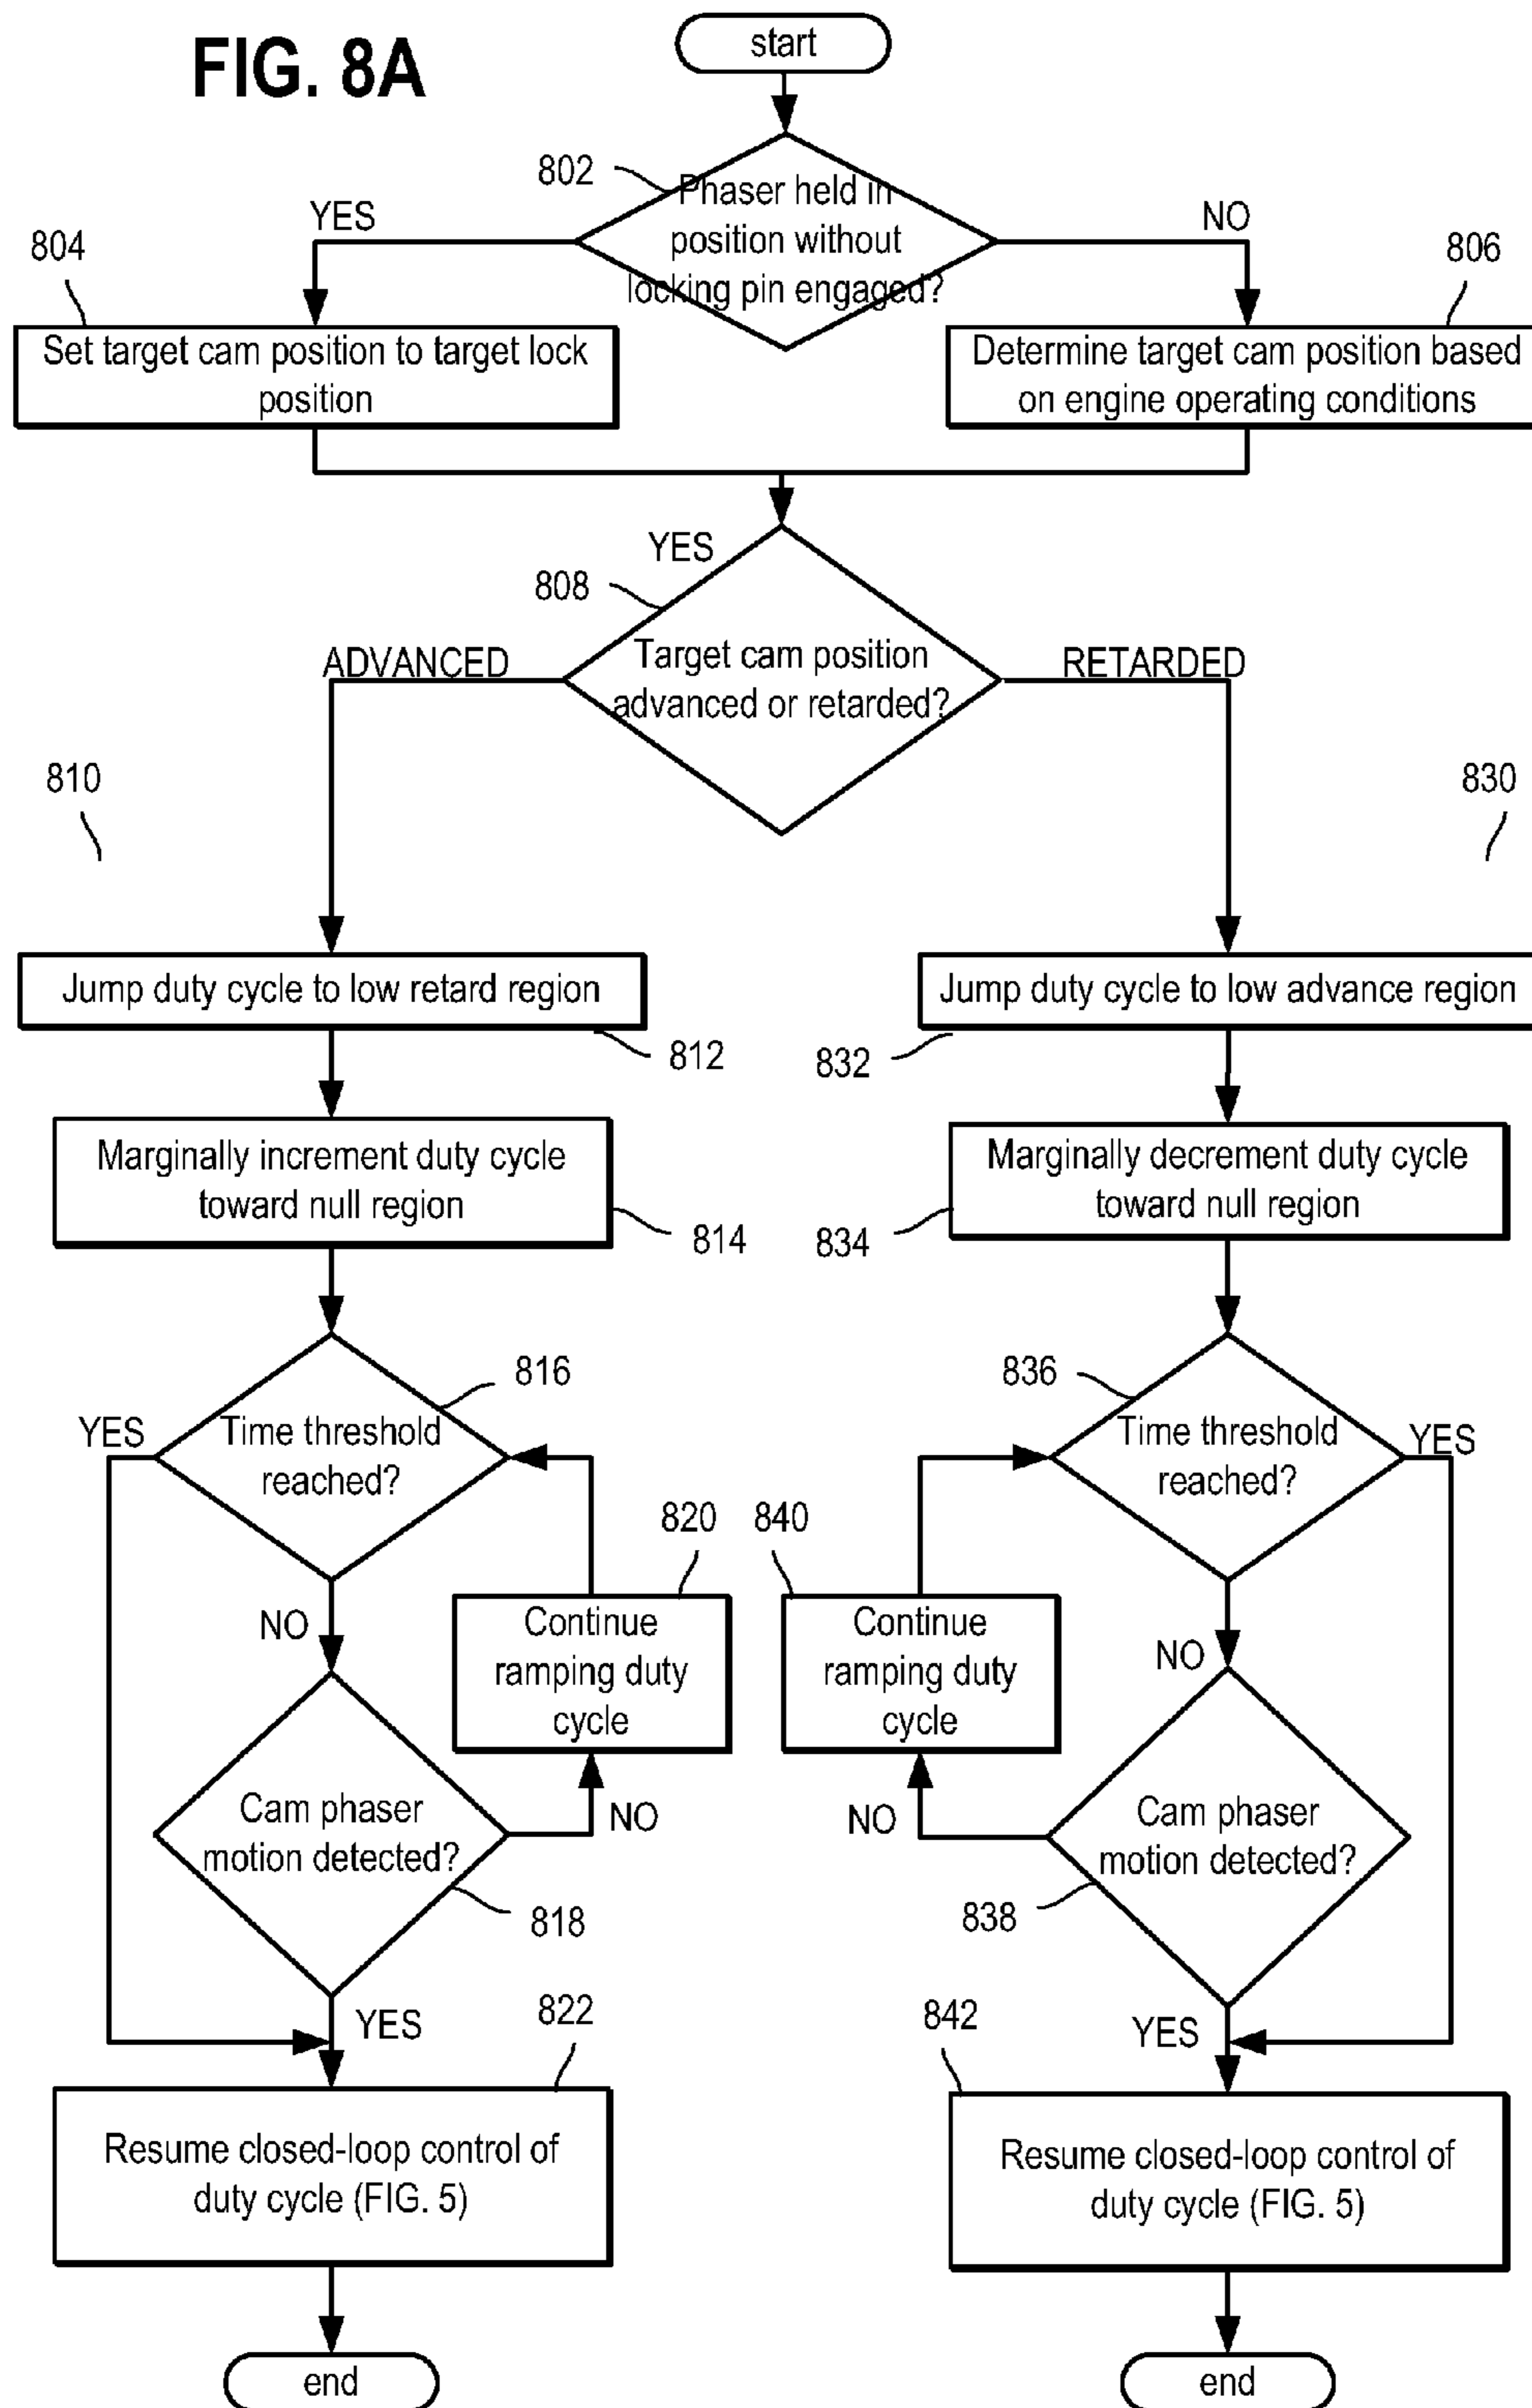 FIG. 8A
start
802
Phaser held in
position without
locking pin engaged?
YES
NO
804
806
Set target cam position to target lock
position
Determine target cam position based
on engine operating conditions
YES
808
ADVANCED
Target cam position
advanced or retarded?
RETARDED
810
830
Jump duty cycle to low retard region
Jump duty cycle to low advance region
812
832
Marginally increment duty cycle
toward null region
Marginally decrement duty cycle
toward null region
814
834
816
836
YES
Time threshold
reached?
Time threshold
reached?
YES
820
840
NO
Continue
ramping duty
cycle
Continue
ramping duty
cycle
NO
Cam phaser
motion detected?
NO
NO
Cam phaser
motion detected?
818
838
YES
822
842
YES
Resume closed-loop control of
duty cycle (FIG. 5)
Resume closed-loop control of
duty cycle (FIG. 5)
end
end